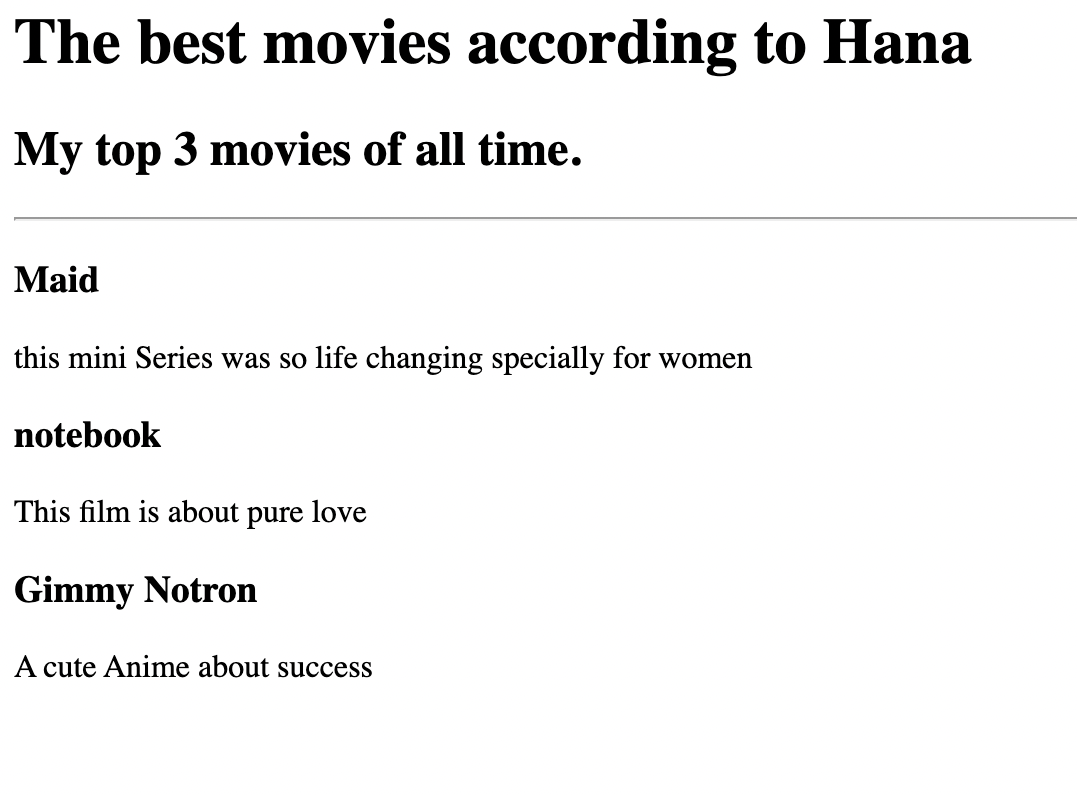 The best movies according to Hana
My top 3 movies of all time.
Maid
this mini Series was so life changing specially for women
notebook
This film is about pure love
Gimmy Notron
A cute Anime about success